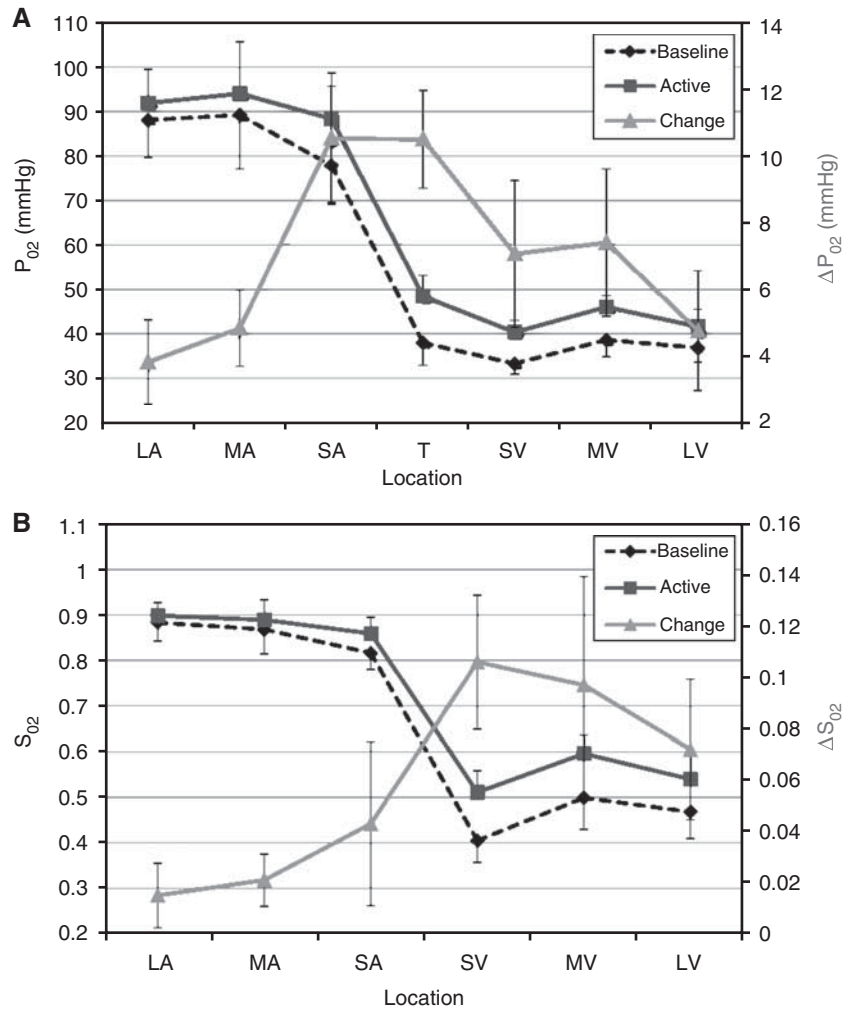 A
110
100
90
80
70
60
50
40
30
20
P02 (mmHg)
14
12
10
8
6
4
2
ΔP02 (mmHg)
Baseline
Active
Change
LA MA SA T SV MV LV
Location
B
1.1
1
0.9
0.8
0.7
0.6
0.5
0.4
0.3
0.2
S02
0.16
0.14
0.12
0.1
0.08
0.06
0.04
0.02
0
ΔS02
Baseline
Active
Change
LA MA SA SV MV LV
Location